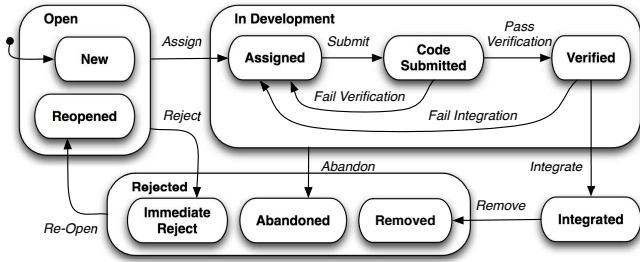 Open
In Development
Pass
Verification
Assign
Submit
New
Assigned
Code
Submitted
Verified
Fail Verification
Reopened
Reject
Fail Integration
Abandon
Integrate
Rejected
Re-Open
Immediate
Reject
Abandoned
Removed
Remove
Integrated